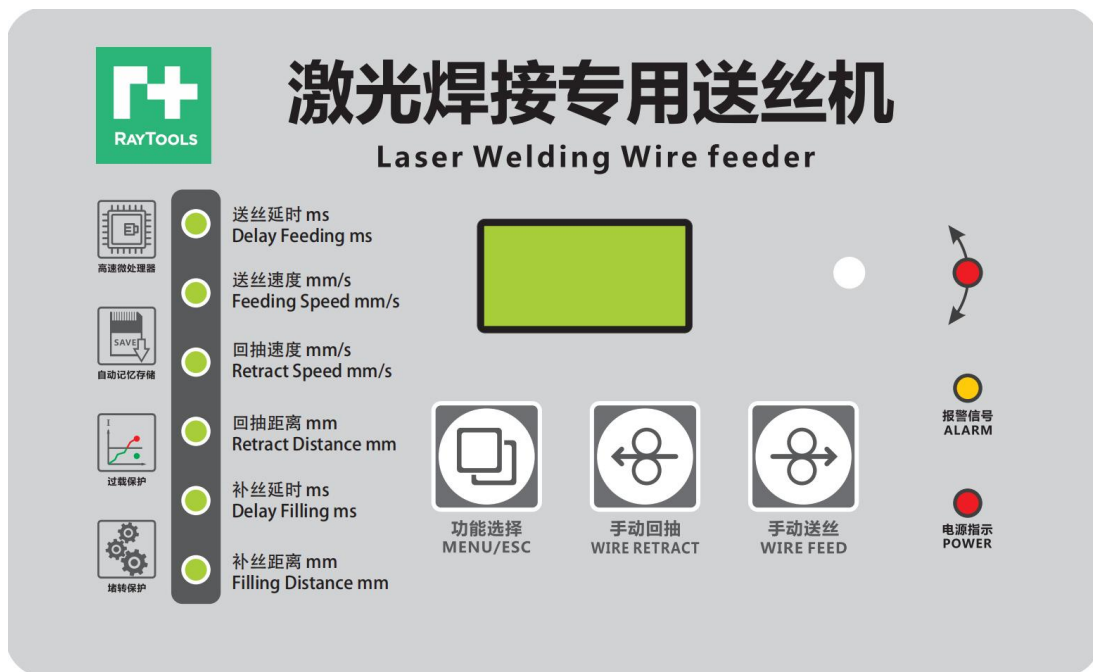 r+
RAYTOOLS
激光焊接专用送丝机
Laser Welding Wire feeder
高速微处理器
SAVE
自动记忆存储
I
过载保护
堵转保护
送丝延时 ms
Delay Feeding ms
送丝速度 mm/s
Feeding Speed mm/s
回抽速度 mm/s
Retract Speed mm/s
回抽距离 mm
Retract Distance mm
补丝延时 ms
Delay Filling ms
补丝距离 mm
Filling Distance mm
功能选择
MENU/ESC
手动回抽
WIRE RETRACT
手动送丝
WIRE FEED
报警信号
ALARM
电源指示
POWER